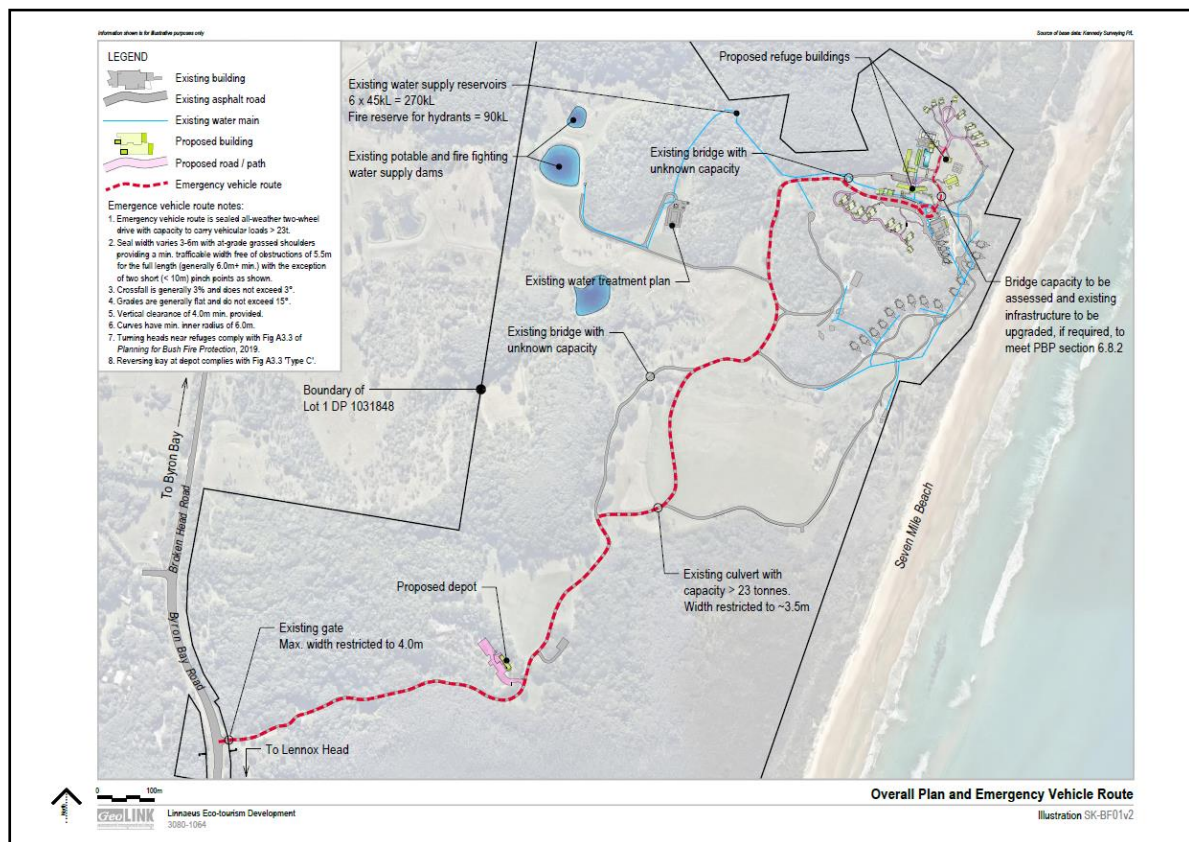 Information shown is for illustrative purposes only
Source of base data: Kennedy Surveying P/L
LEGEND
Existing building
Existing asphalt road
Existing water main
Proposed building
Proposed road / path
Emergency vehicle route
Emergence vehicle route notes:
1. Emergency vehicle route is sealed all-weather two-wheel
drive with capacity to carry vehicular loads > 23t.
2. Seal width varies 3-6m with at-grade grassed shoulders
providing a min. trafficable width free of obstructions of 5.5m
for the full length (generally 6.0m+ min.) with the exception
of two short (< 10m) pinch points as shown.
3. Crossfall is generally 3% and does not exceed 3°.
4. Grades are generally flat and do not exceed 15°.
5. Vertical clearance of 4.0m min. provided.
6. Curves have min. inner radius of 6.0m.
7. Turning heads near refuges comply with Fig A3.3 of
Planning for Bush Fire Protection, 2019.
8. Reversing bay at depot complies with Fig A3.3 'Type C'.
Existing water supply reservoirs
6 x 45kL = 270kL
Fire reserve for hydrants = 90kL
Existing potable and fire fighting
water supply dams
Proposed refuge buildings
Existing bridge with
unknown capacity
Existing water treatment plan
Existing bridge with
unknown capacity
Bridge capacity to be
assessed and existing
infrastructure to be
upgraded, if required, to
meet PBP section 6.8.2
Boundary of
Lot 1 DP 1031848
To Byron Bay
Broken Head Road
Byron Bay Road
Seven Mile Beach
Proposed depot
Existing culvert with
capacity > 23 tonnes.
Width restricted to ~3.5m
Existing gate
Max. width restricted to 4.0m
To Lennox Head
0 100m
GeoLINK
Linnaeus Eco-tourism Development
3080-1064
Overall Plan and Emergency Vehicle Route
Illustration SK-BF01v2